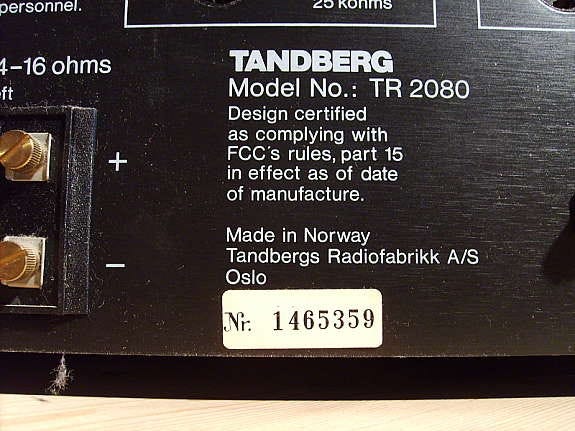 personnel.
25 kohms
4–16 ohms
eft
TANDBERG
Model No.: TR 2080
Design certified
as complying with
FCC's rules, part 15
in effect as of date
of manufacture.
+
–
Made in Norway
Tandbergs Radiofabrikk A/S
Oslo
Nr. 1465359